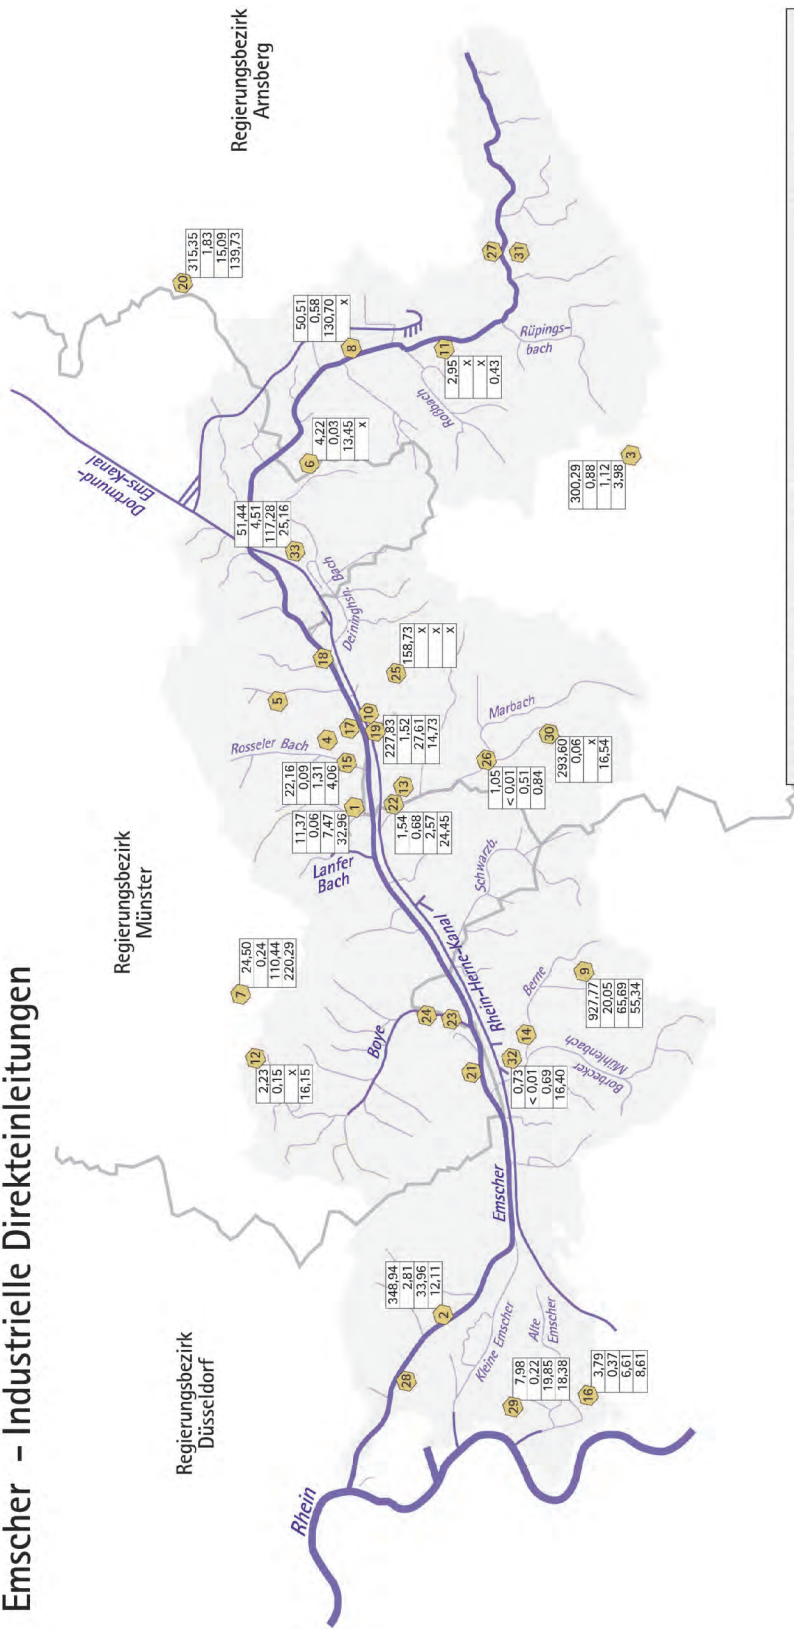 Emscher – Industrielle Direkteinleitungen
Regierungsbezirk
Düsseldorf
Regierungsbezirk
Münster
Regierungsbezirk
Arnsberg
Rhein
28
2
348,94
2,81
33,96
12,11
Kleine Emscher
Alte
Emscher
29
7,98
0,22
19,85
18,38
16
3,79
0,37
6,61
8,61
Emscher
12
2,23
0,15
x
16,15
7
24,50
0,24
110,44
220,29
Boye
24
23
21
Rhein-Herne-Kanal
32
0,73
< 0,01
0,69
16,40
14
Berne
Borbecker
Mühlenbach
9
927,77
20,05
65,69
55,34
Schwarzb.
Lanfer
Bach
1
11,37
0,06
7,47
32,96
15
22,16
0,09
1,31
4,06
Rosseler Bach
4
17
5
10
19
227,83
1,52
27,61
14,73
22
13
1,54
0,68
2,57
24,45
26
1,05
< 0,01
0,51
0,84
Marbach
30
293,60
0,06
x
16,54
25
158,73
x
x
x
18
Deininghsn. Bach
33
51,44
4,51
117,28
25,16
Dortmund-
Ems-Kanal
6
4,22
0,03
13,45
x
8
50,51
0,58
130,70
x
20
315,35
1,83
15,09
139,73
Roßbach
11
2,95
x
x
0,43
Rüpings-
bach
3
300,29
0,88
1,12
3,98
27
31